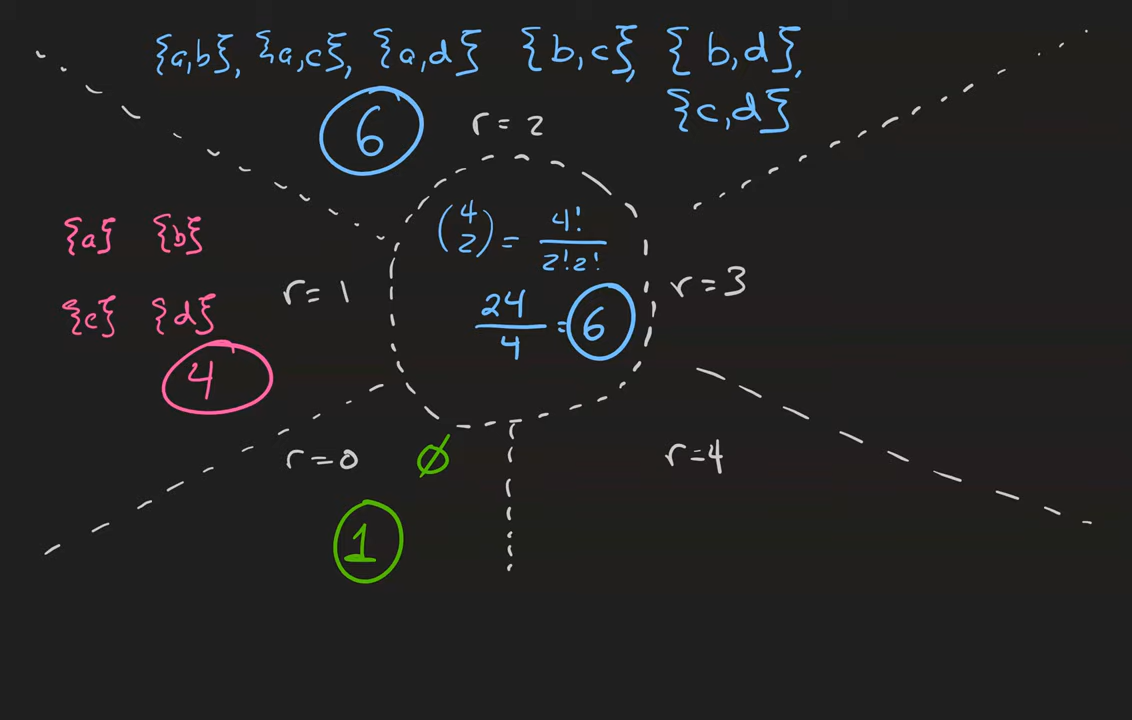 {a,b}, {a,c}, {a,d} {b,c}, {b,d},
{c,d}
6 r = 2
{a} {b}
{c} {d}
4
r = 1
(4 2) = 4! / 2!2!
24 / 4 = 6
r = 3
r = 0 ∅
1
r = 4